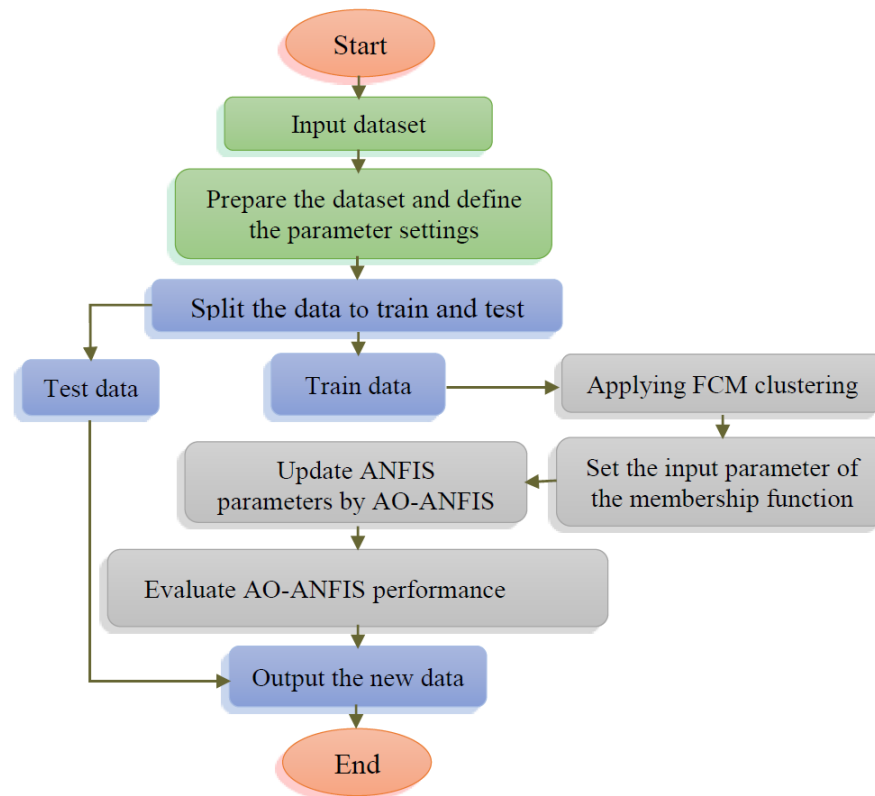 Start
Input dataset
Prepare the dataset and define
the parameter settings
Split the data to train and test
Test data
Train data
Applying FCM clustering
Set the input parameter of
the membership function
Update ANFIS
parameters by AO-ANFIS
Evaluate AO-ANFIS performance
Output the new data
End